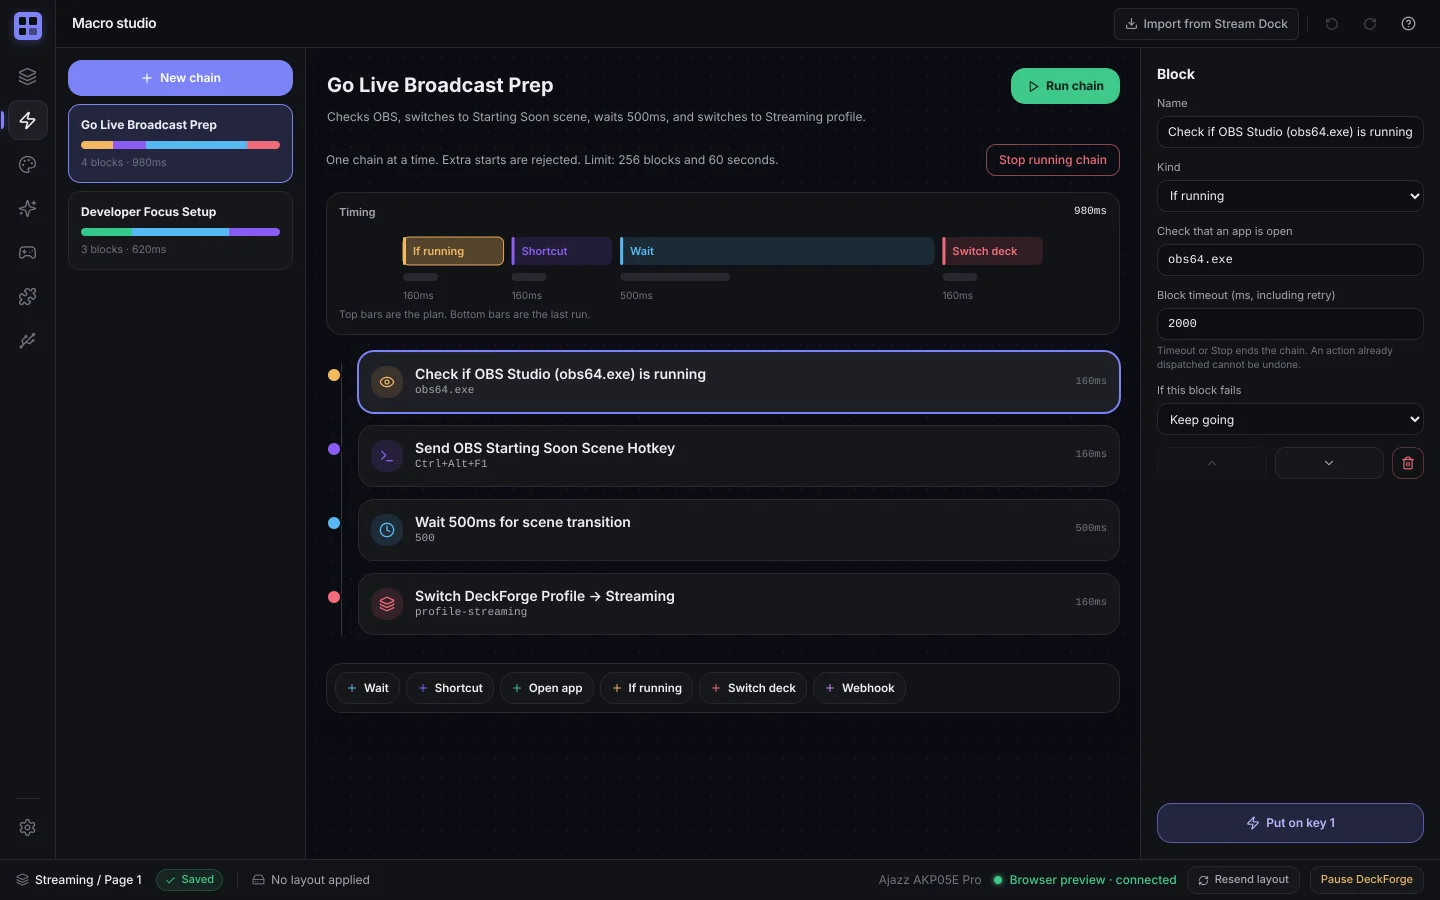 Macro studio
Import from Stream Dock
New chain
Go Live Broadcast Prep
4 blocks · 980ms
Developer Focus Setup
3 blocks · 620ms
Go Live Broadcast Prep
Run chain
Checks OBS, switches to Starting Soon scene, waits 500ms, and switches to Streaming profile.
One chain at a time. Extra starts are rejected. Limit: 256 blocks and 60 seconds.
Stop running chain
Timing
980ms
If running
Shortcut
Wait
Switch deck
160ms
160ms
500ms
160ms
Top bars are the plan. Bottom bars are the last run.
Check if OBS Studio (obs64.exe) is running
obs64.exe
160ms
Send OBS Starting Soon Scene Hotkey
Ctrl+Alt+F1
160ms
Wait 500ms for scene transition
500
500ms
Switch DeckForge Profile → Streaming
profile-streaming
160ms
+ Wait
+ Shortcut
+ Open app
+ If running
+ Switch deck
+ Webhook
Block
Name
Check if OBS Studio (obs64.exe) is running
Kind
If running
Check that an app is open
obs64.exe
Block timeout (ms, including retry)
2000
Timeout or Stop ends the chain. An action already
dispatched cannot be undone.
If this block fails
Keep going
Put on key 1
Streaming / Page 1
Saved
No layout applied
Ajazz AKP05E Pro
Browser preview · connected
Resend layout
Pause DeckForge